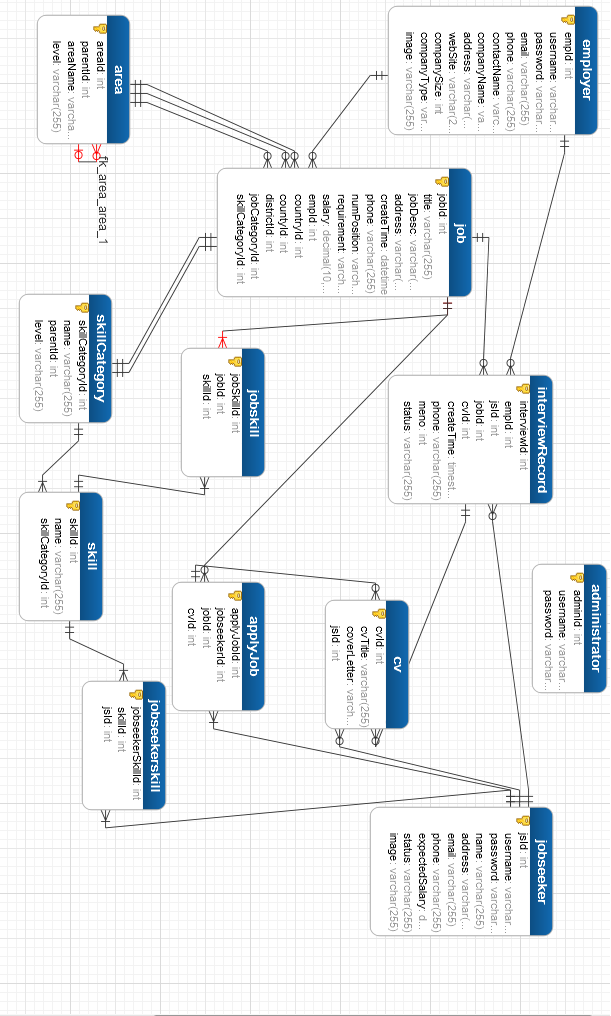 employer
empId: int
username: varchar...
password: varchar...
email: varchar(255)
phone: varchar(255)
contactName: varc...
companyName: va...
address: varchar(...
webSite: varchar(2...
companySize: int
companyType: var...
image: varchar(255)
area
areaId: int
parentId: int
areaName: varcha...
level: varchar(255)
fk_area_area_1
job
jobId: int
title: varchar(255)
jobDesc: varchar(...
address: varchar(...
createTime: datetime
phone: varchar(255)
numPosition: varch...
requirement: varch...
salary: decimal(10,...
empId: int
countryId: int
countyId: int
districtId: int
jobCategoryId: int
skillCategoryId: int
interviewRecord
interviewId: int
empId: int
jsId: int
jobId: int
cvId: int
createTime: timest...
phone: varchar(255)
meno: int
status: varchar(255)
jobskill
jobSkillId: int
jobId: int
skillId: int
skillCategory
skillCategoryId: int
name: varchar(255)
parentId: int
level: varchar(255)
administrator
adminId: int
username: varchar...
password: varchar...
cv
cvId: int
cvTitle: varchar(255)
coverLetter: varch...
jsId: int
applyJob
applyJobId: int
jobseekerId: int
jobId: int
cvId: int
skill
skillId: int
name: varchar(255)
skillCategoryId: int
jobseeker
jsId: int
username: varchar...
password: varchar...
name: varchar(255)
address: varchar(...
email: varchar(255)
phone: varchar(255)
expectedSalary: d...
status: varchar(255)
image: varchar(255)
jobseekerskill
jobseekerSkillId: int
skillId: int
jsId: int